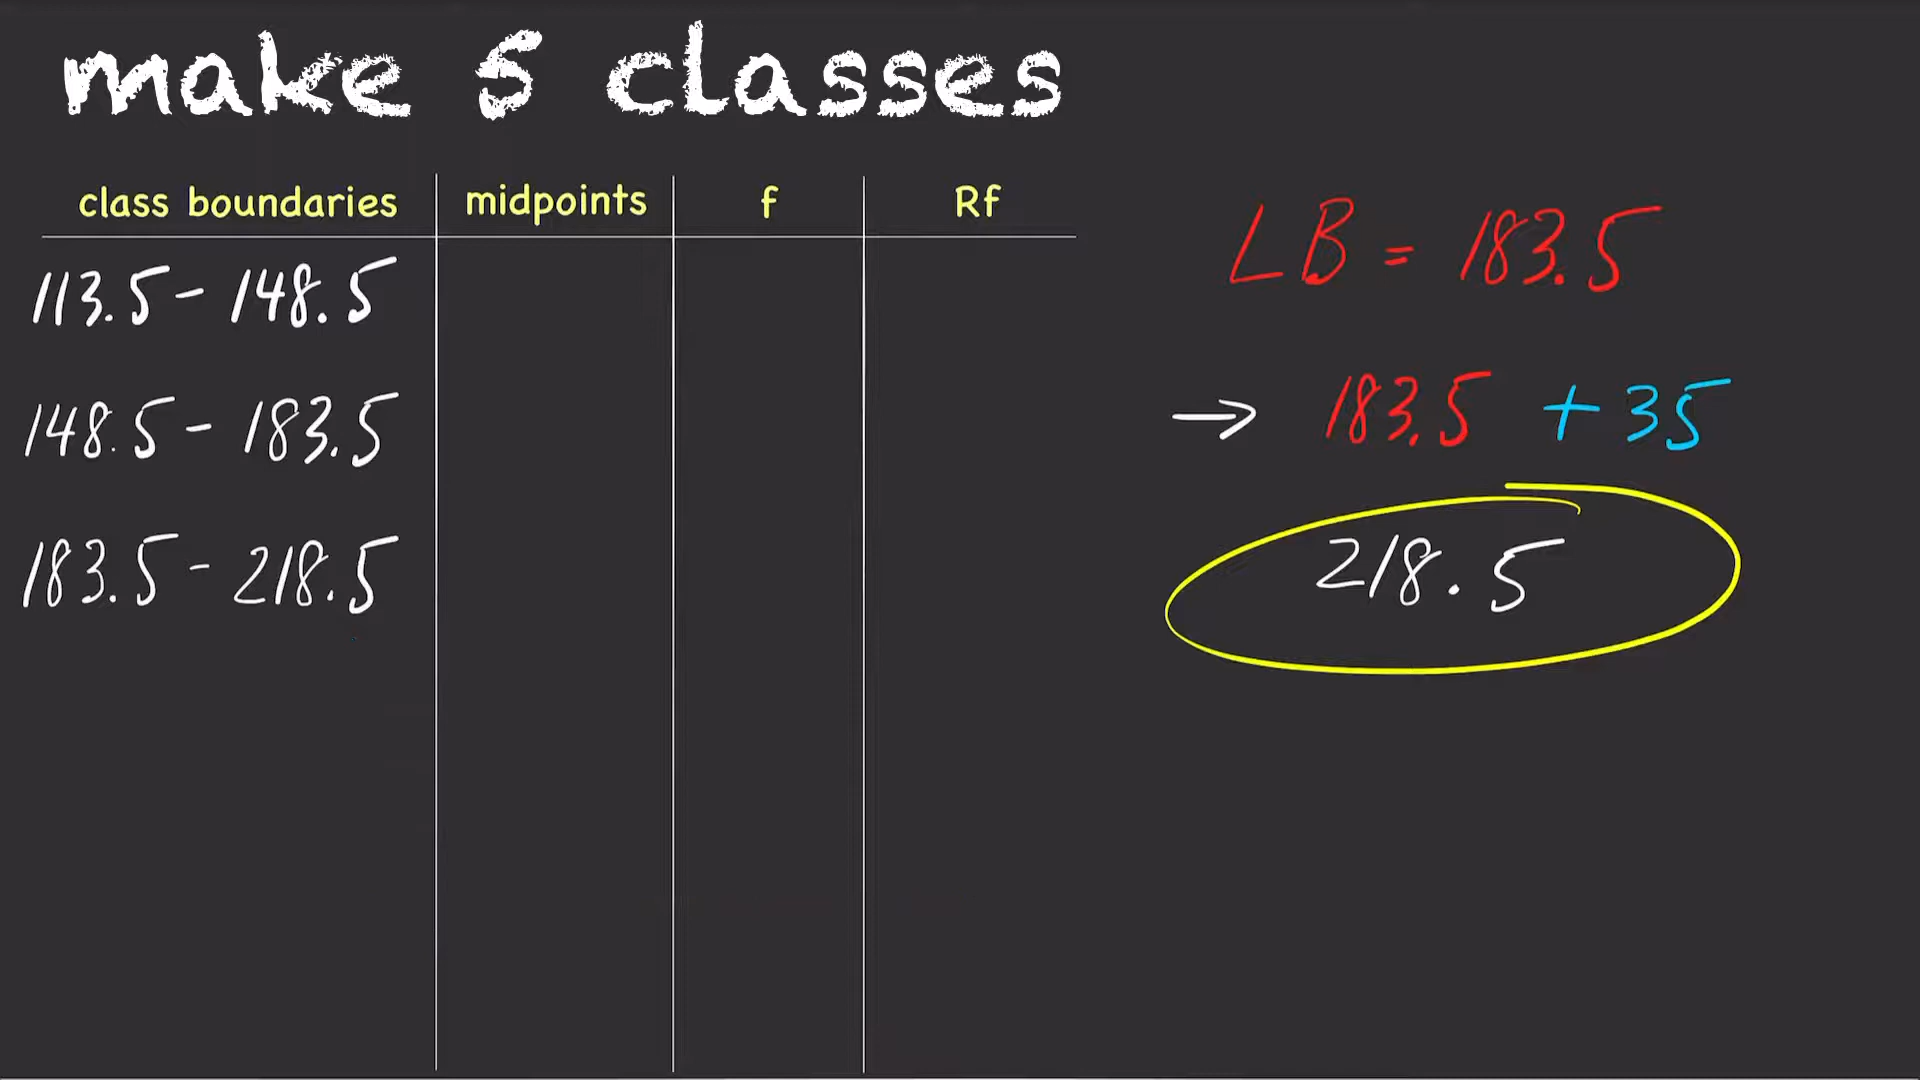 make 5 classes
class boundaries midpoints f Rf
113.5 - 148.5
148.5 - 183.5
183.5 - 218.5
LB = 183.5
→ 183.5 + 35
218.5